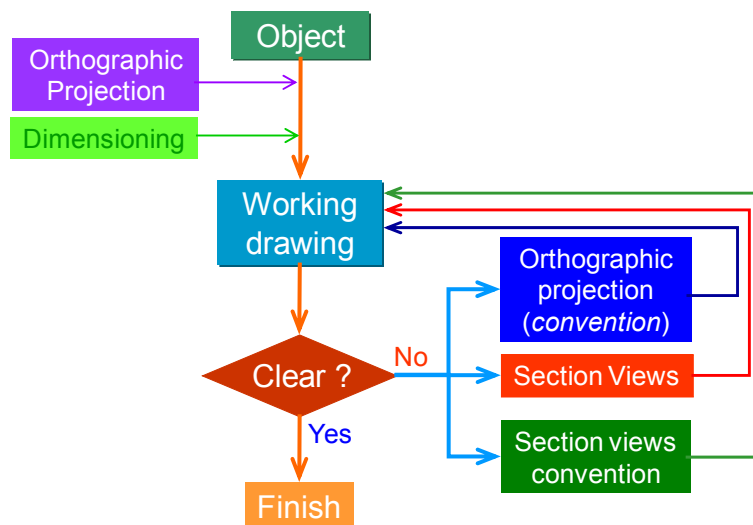 Object
Orthographic
Projection
Dimensioning
Working
drawing
Orthographic
projection
(convention)
Clear ?
No
Section Views
Yes
Section views
convention
Finish